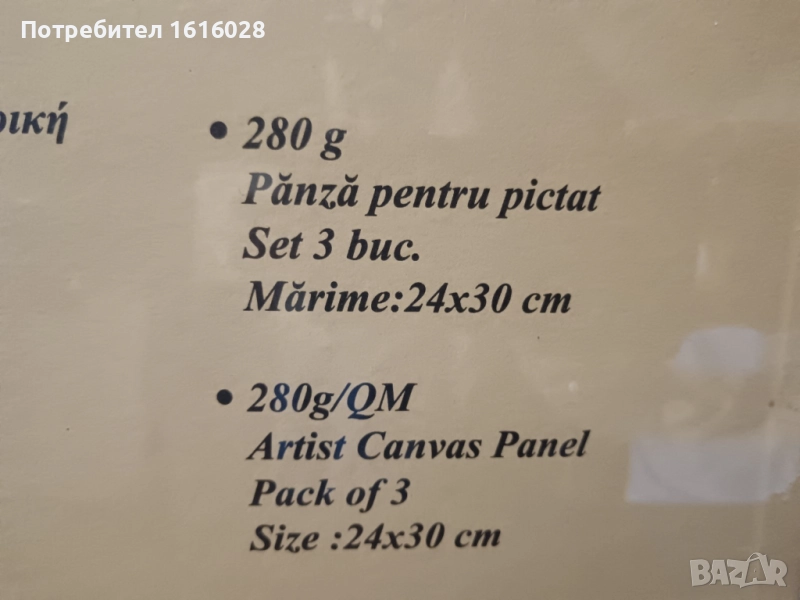 Потребител 1616028
ρική
• 280 g
Pănză pentru pictat
Set 3 buc.
Mărime:24x30 cm
• 280g/QM
Artist Canvas Panel
Pack of 3
Size :24x30 cm
BAZAR